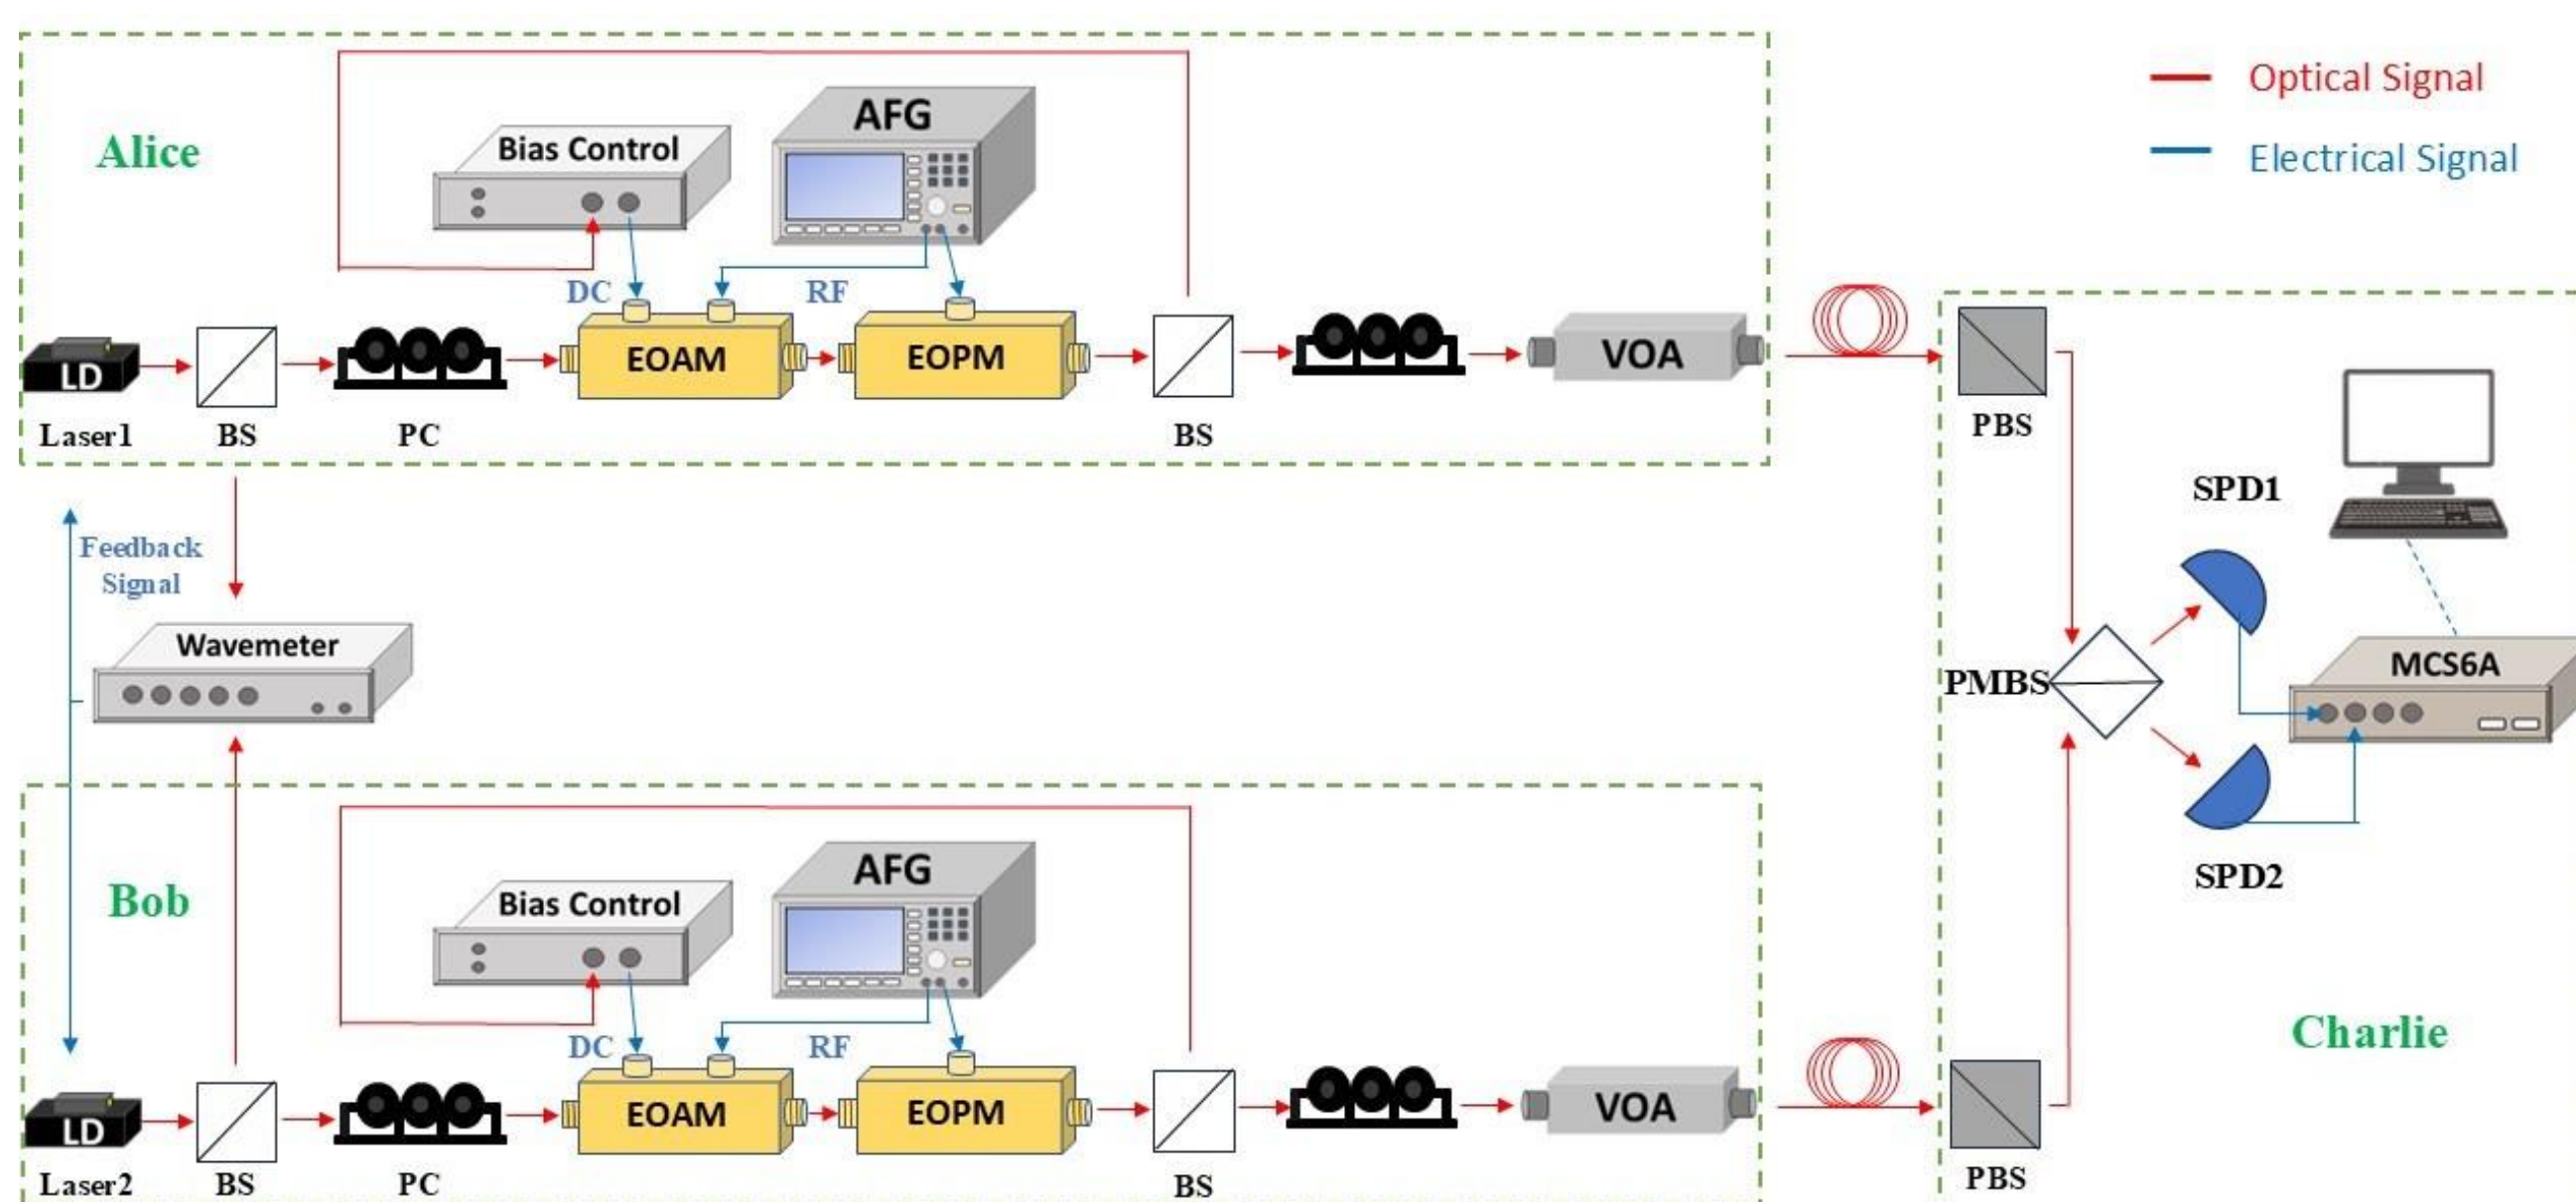 Optical Signal
Electrical Signal
Alice
Bias Control
AFG
DC
RF
LD
EOAM
EOPM
VOA
Laser1
BS
PC
BS
PBS
Feedback
Signal
Wavemeter
SPD1
PMBS
MCS6A
SPD2
Bob
Bias Control
AFG
DC
RF
LD
EOAM
EOPM
VOA
Charlie
Laser2
BS
PC
BS
PBS